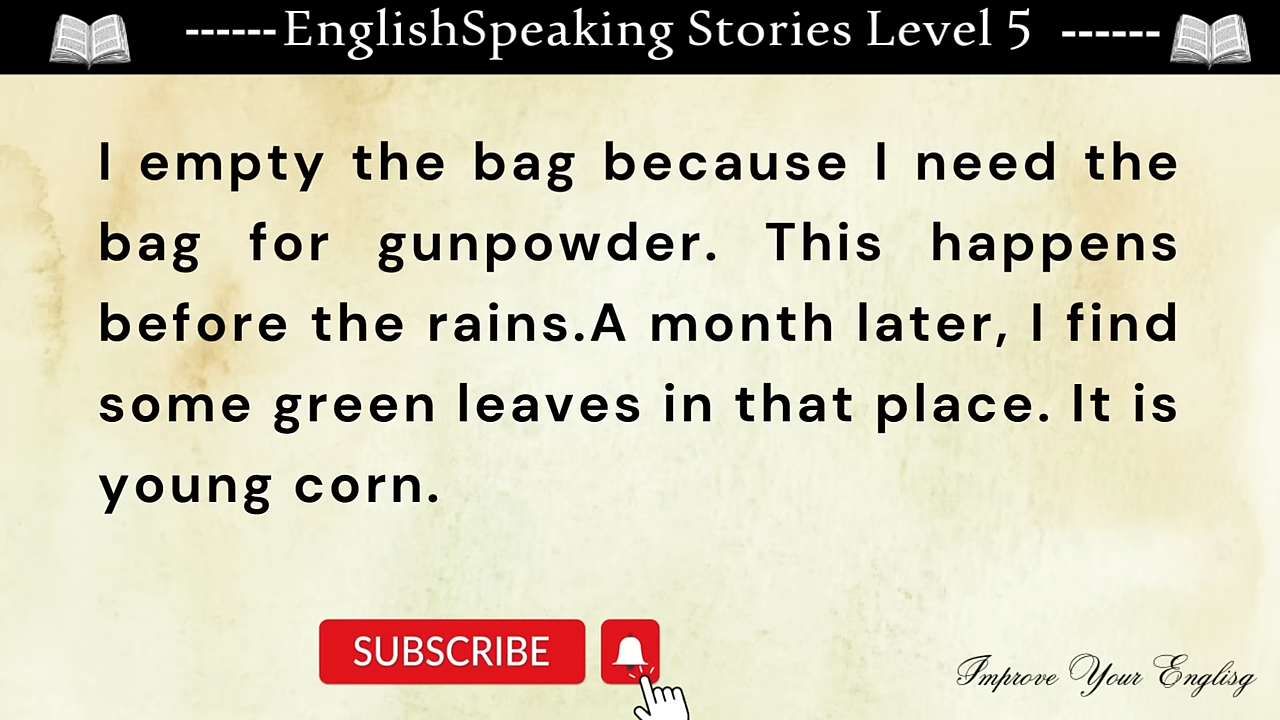 ------EnglishSpeaking Stories Level 5 ------
I empty the bag because I need the
bag for gunpowder. This happens
before the rains.A month later, I find
some green leaves in that place. It is
young corn.
SUBSCRIBE
Improve Your Englisg